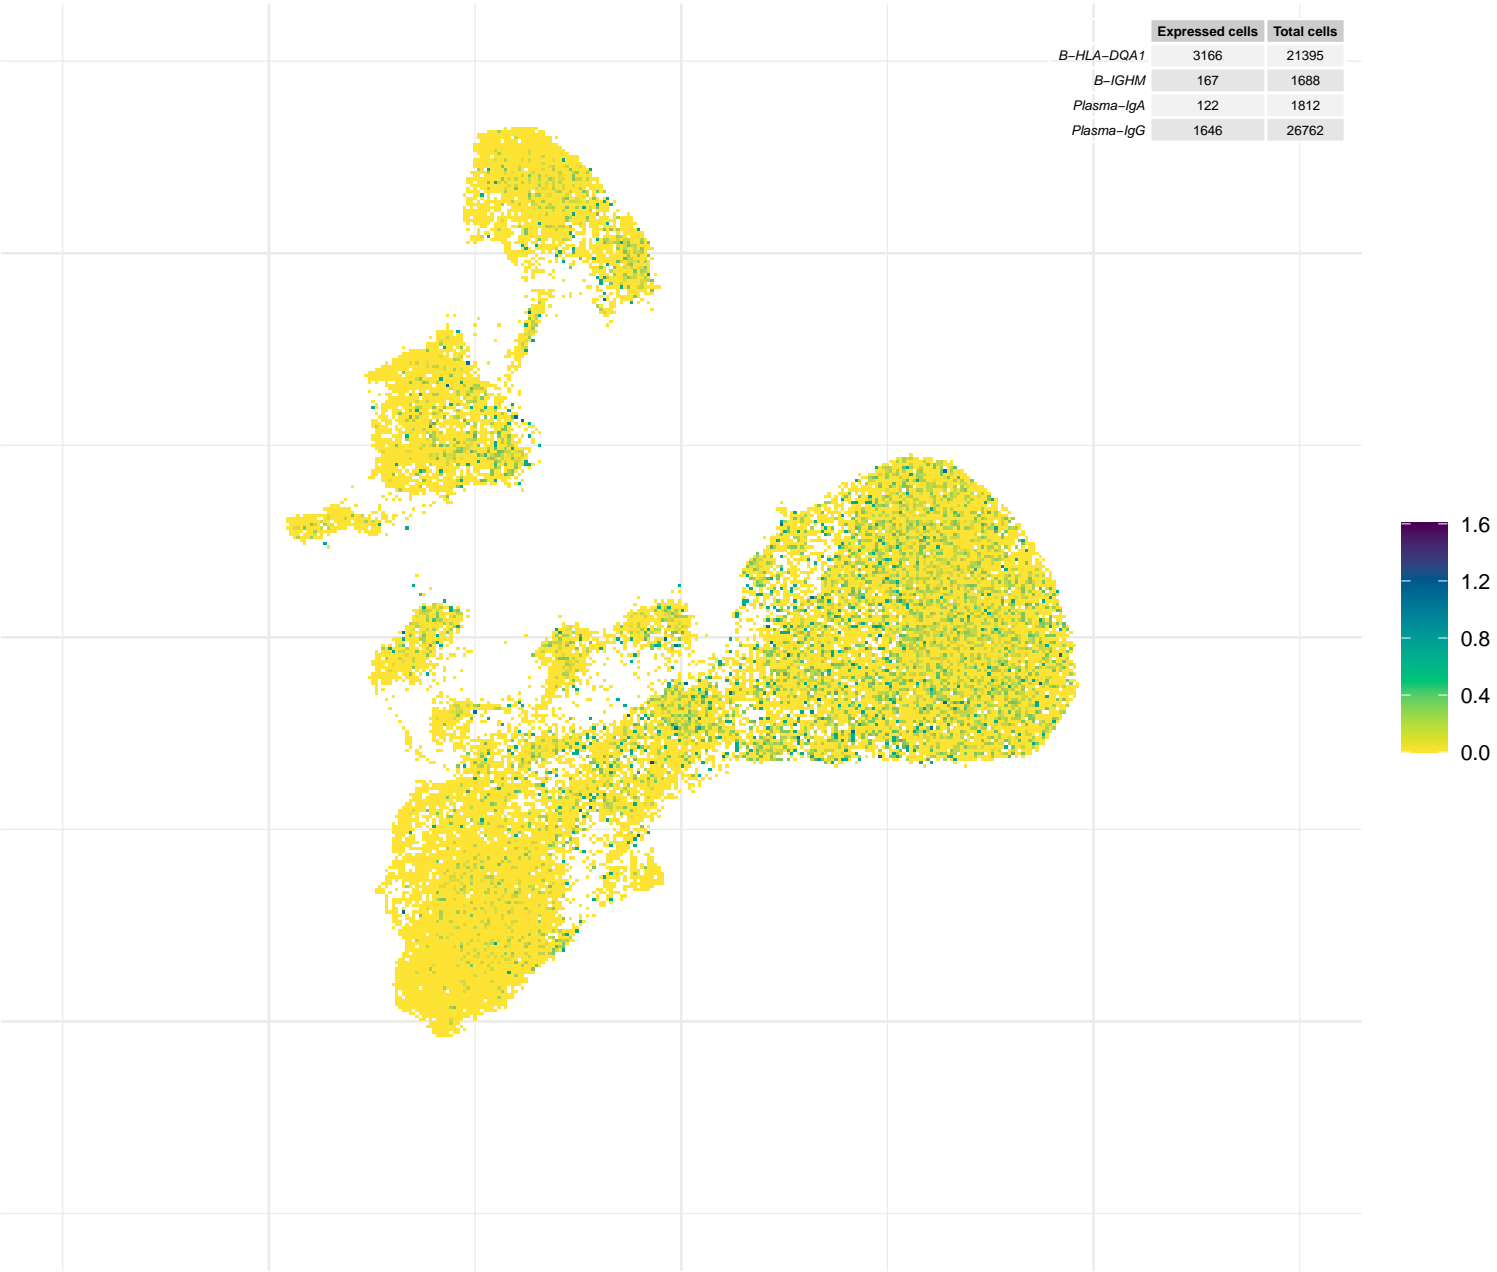 Expressed cells Total cells
B−HLA−DQA1 3166 21395
B−IGHM 167 1688
Plasma−IgA 122 1812
Plasma−IgG 1646 26762
1.6
1.2
0.8
0.4
0.0